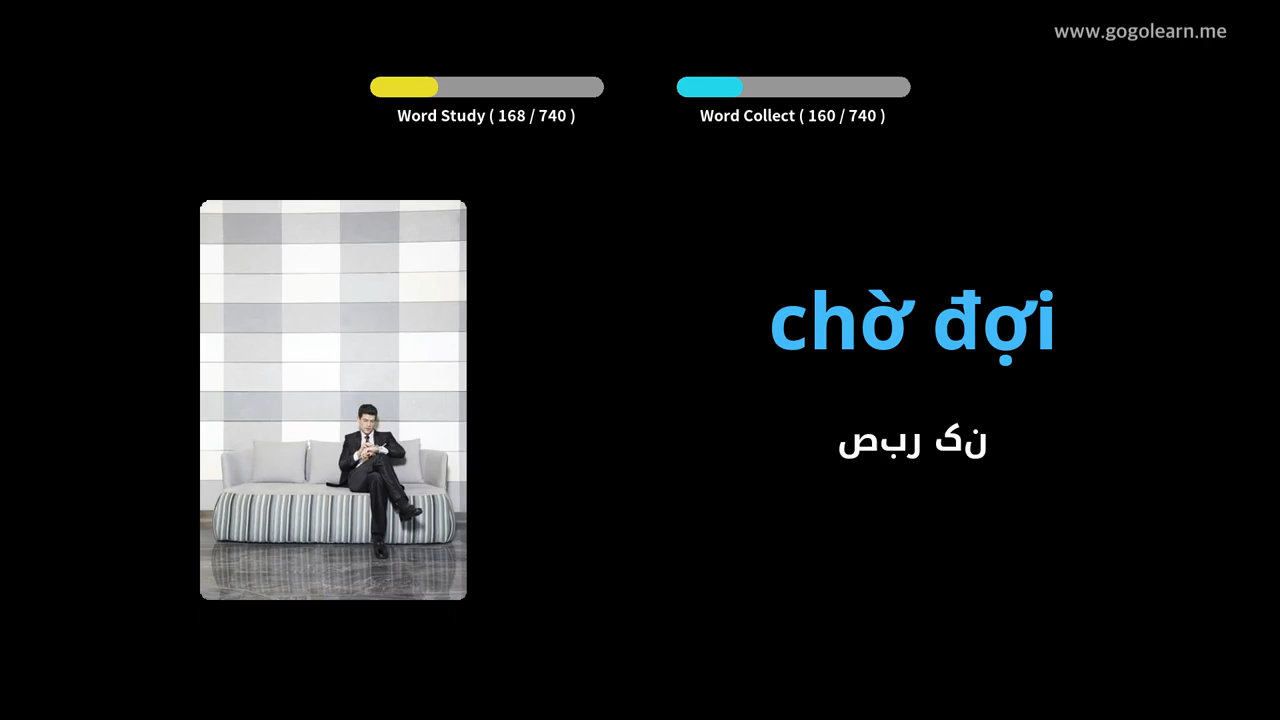 www.gogolearn.me
Word Study ( 168 / 740 )
Word Collect ( 160 / 740 )
chờ đợi
صبر کن